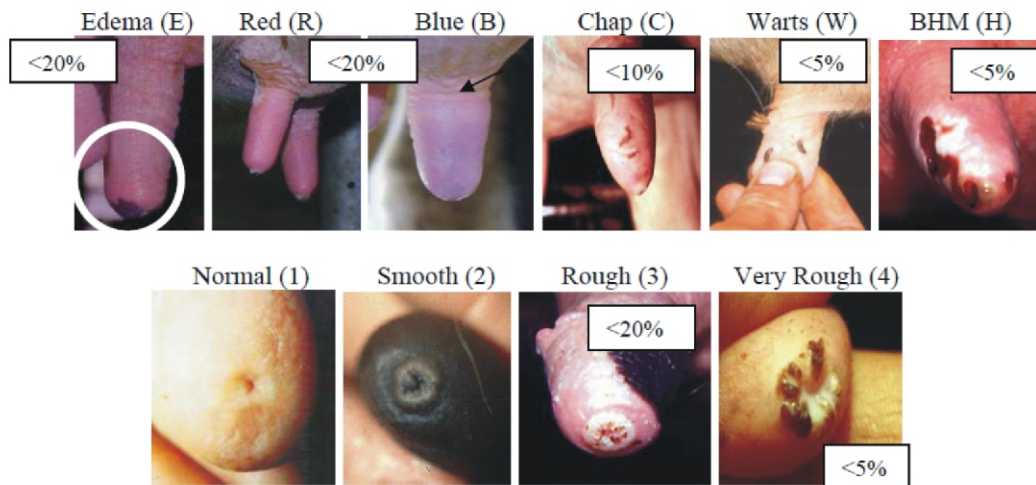 Edema (E) Red (R) Blue (B) Chap (C) Warts (W) BHM (H)
<20% <20% <10% <5% <5%
Normal (1) Smooth (2) Rough (3) Very Rough (4)
<20%
<5%